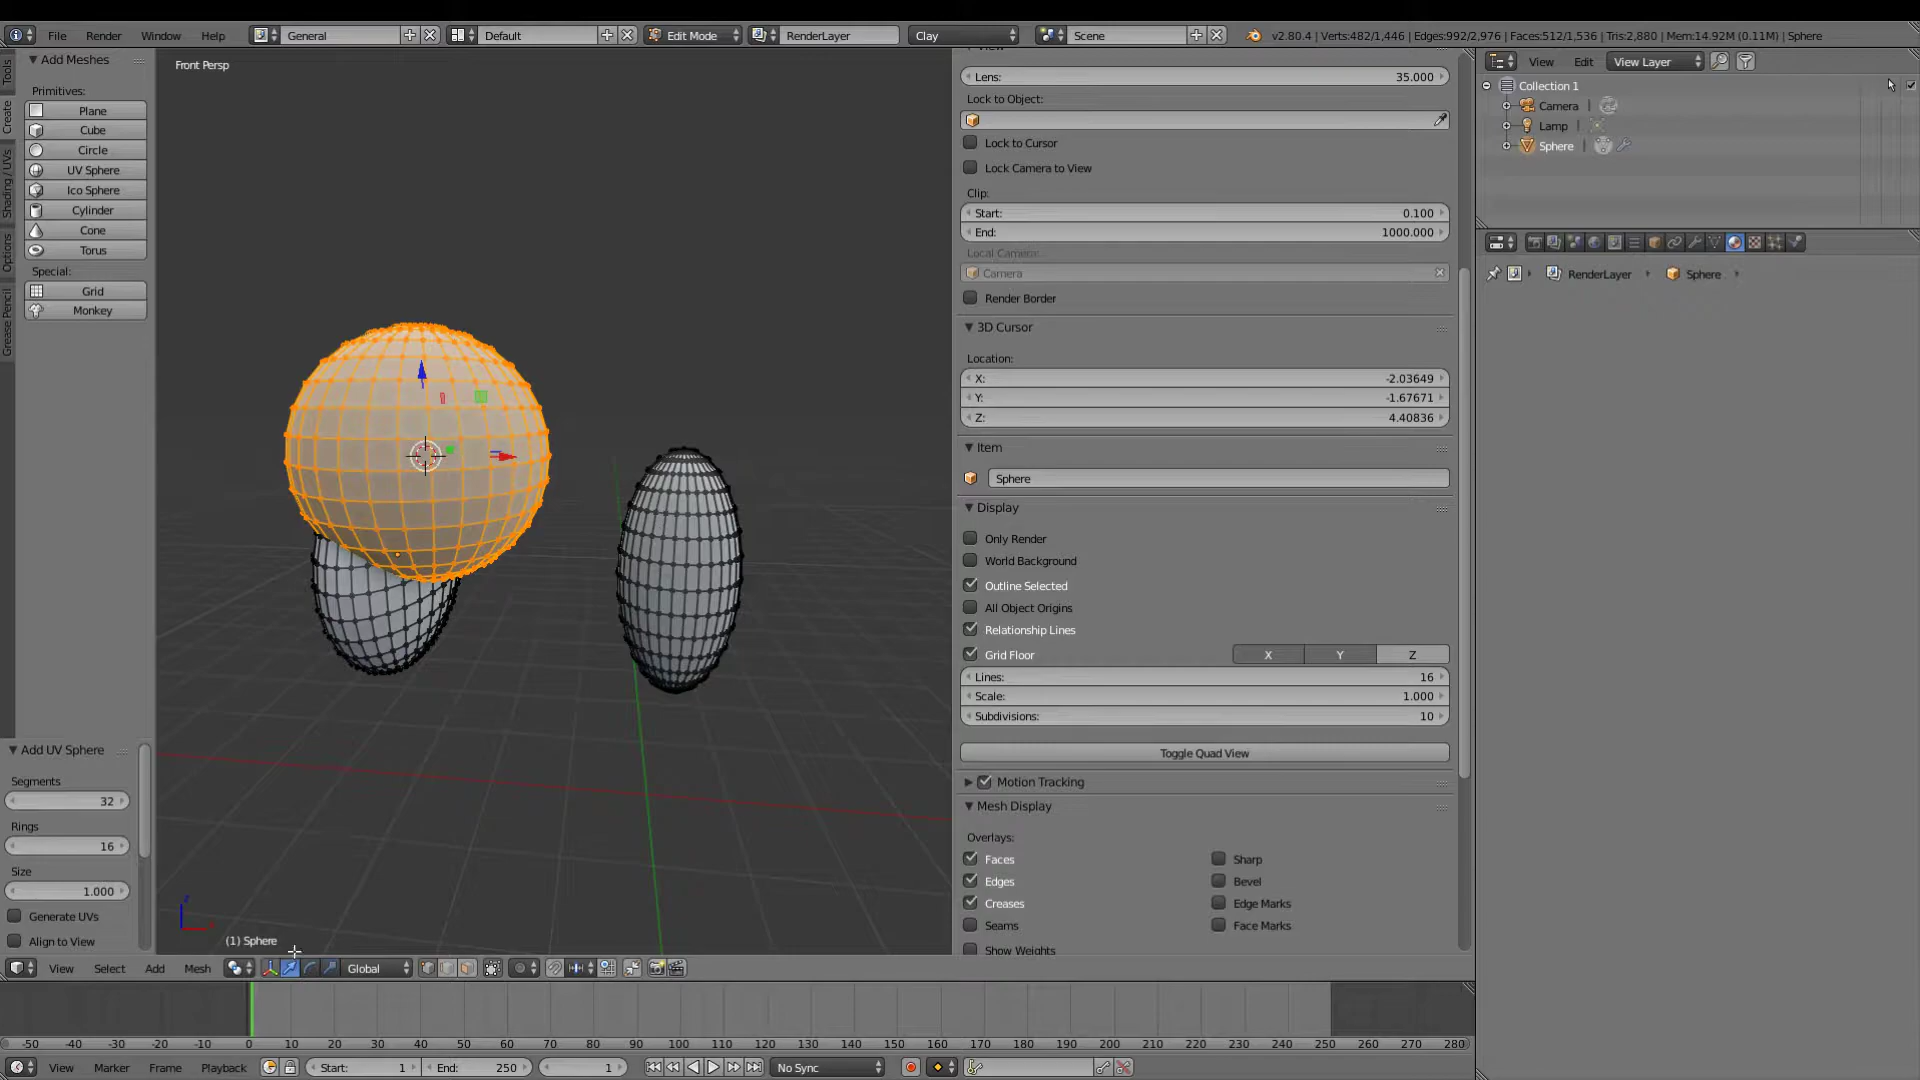 File Render Window Help General Default Edit Mode RenderLayer Clay Scene v2.80.4 | Verts:482/1,446 | Edges:992/2,976 | Faces:512/1,536 | Tris:2,880 | Mem:14.92M (0.11M) | Sphere
Tools
Create
Shading / UVs
Options
Grease Pencil
Add Meshes
Primitives:
Plane
Cube
Circle
UV Sphere
Ico Sphere
Cylinder
Cone
Torus
Special:
Grid
Monkey
Add UV Sphere
Segments
32
Rings
16
Size
1.000
Generate UVs
Align to View
Front Persp
(1) Sphere
View
Lens: 35.000
Lock to Object:
Lock to Cursor
Lock Camera to View
Clip:
Start: 0.100
End: 1000.000
Local Camera:
Camera
Render Border
3D Cursor
Location:
X: -2.03649
Y: -1.67671
Z: 4.40836
Item
Sphere
Display
Only Render
World Background
Outline Selected
All Object Origins
Relationship Lines
Grid Floor X Y Z
Lines: 16
Scale: 1.000
Subdivisions: 10
Toggle Quad View
Motion Tracking
Mesh Display
Overlays:
Faces Sharp
Edges Bevel
Creases Edge Marks
Seams Face Marks
Show Weights
View Edit View Layer
Collection 1
Camera
Lamp
Sphere
RenderLayer Sphere
View Select Add Mesh Global
-50 -40 -30 -20 -10 0 10 20 30 40 50 60 70 80 90 100 110 120 130 140 150 160 170 180 190 200 210 220 230 240 250 260 270 280
View Marker Frame Playback Start: 1 End: 250 1 No Sync